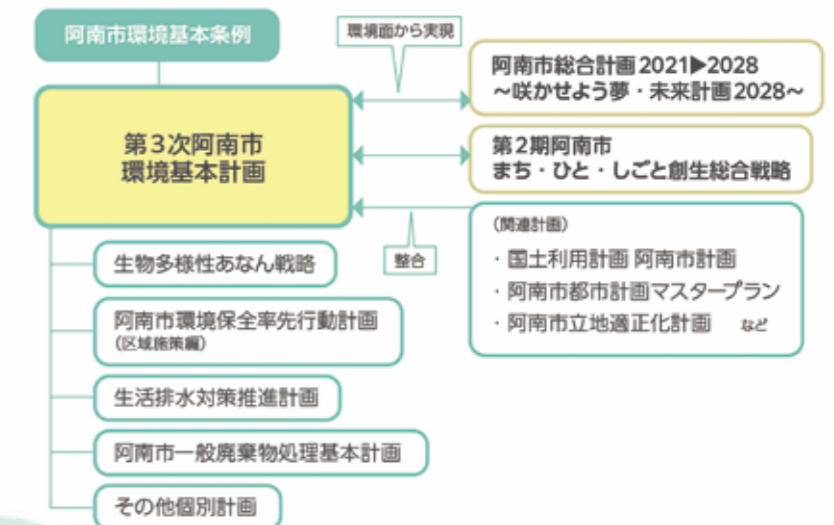 阿南市環境基本条例
環境面から実現
阿南市総合計画2021▶2028
～咲かせよう夢・未来計画2028～
第3次阿南市
環境基本計画
第2期阿南市
まち・ひと・しごと創生総合戦略
整合
(関連計画)
・国土利用計画 阿南市計画
・阿南市都市計画マスタープラン
・阿南市立地適正化計画 など
生物多様性あなん戦略
阿南市環境保全率先行動計画
(区域施策編)
生活排水対策推進計画
阿南市一般廃棄物処理基本計画
その他個別計画